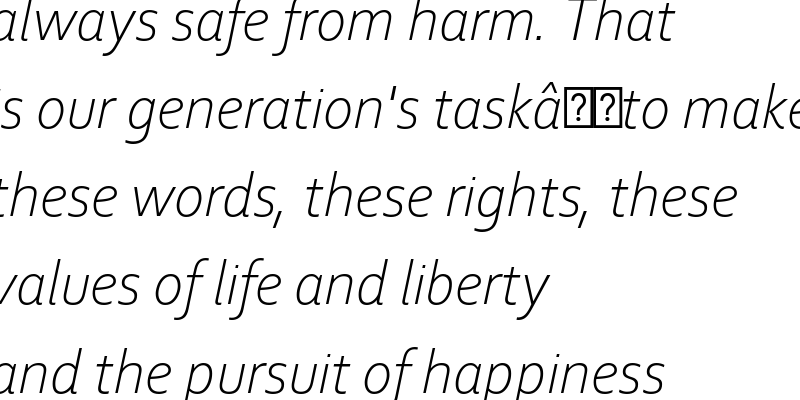 always safe from harm. That
is our generation's taskâ��to make
these words, these rights, these
values of life and liberty
and the pursuit of happiness